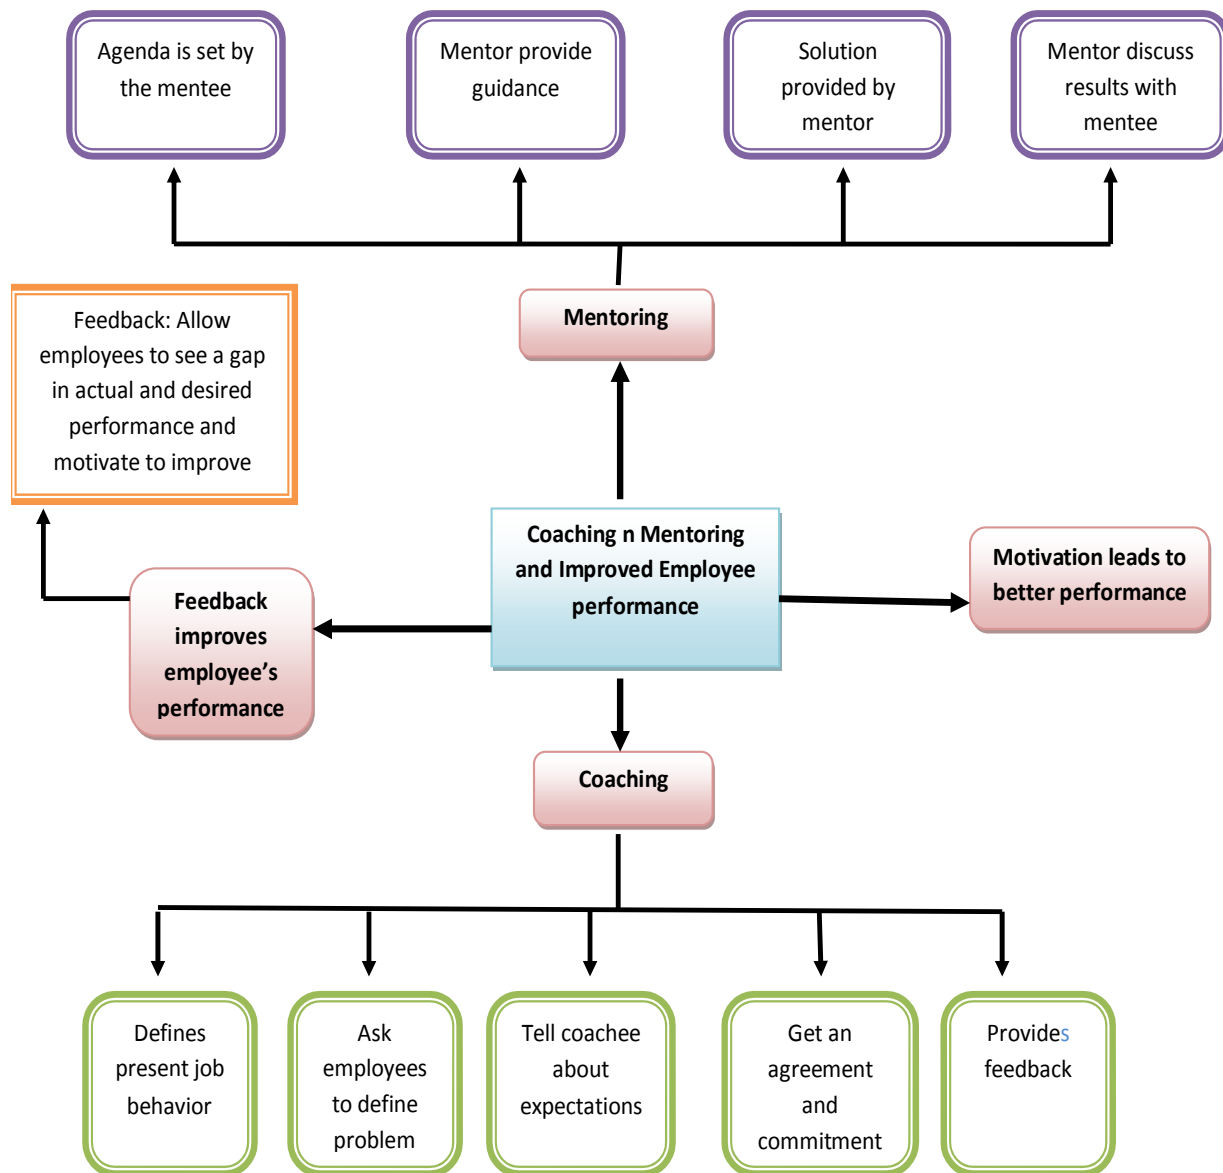 Agenda is set by
the mentee
Mentor provide
guidance
Solution
provided by
mentor
Mentor discuss
results with
mentee
Mentoring
Feedback: Allow
employees to see a gap
in actual and desired
performance and
motivate to improve
Coaching n Mentoring
and Improved Employee
performance
Motivation leads to
better performance
Feedback
improves
employee’s
performance
Coaching
Defines
present job
behavior
Ask
employees
to define
problem
Tell coachee
about
expectations
Get an
agreement
and
commitment
Provides
feedback